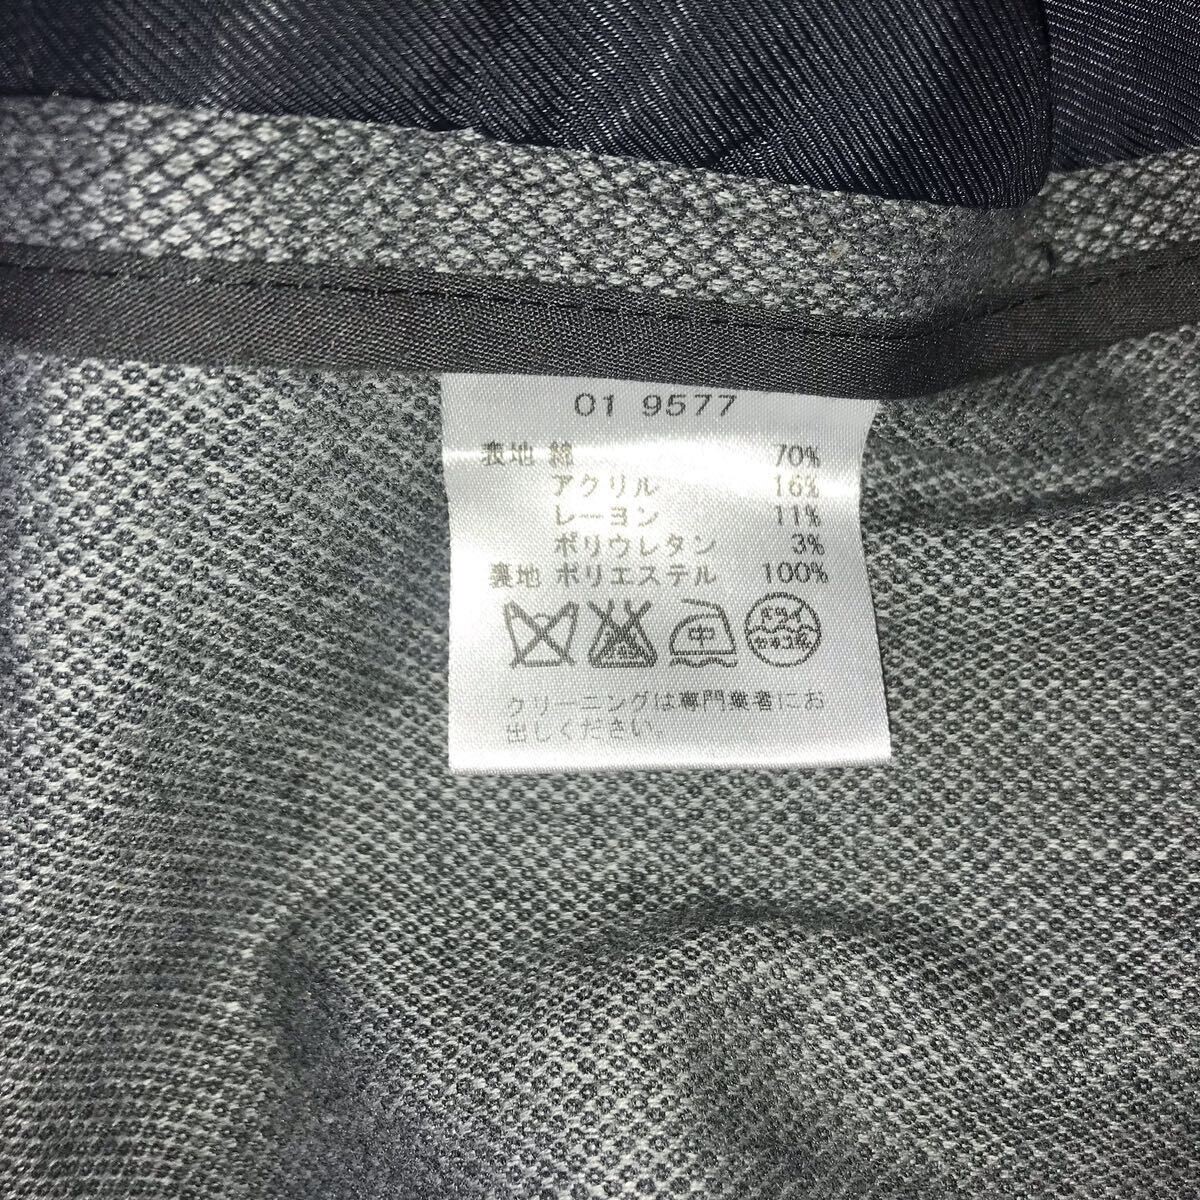 01 9577
表地 綿 70%
アクリル 16%
レーヨン 11%
ポリウレタン 3%
裏地 ポリエステル 100%
中
クリーニングは専門業者にお
出しください。